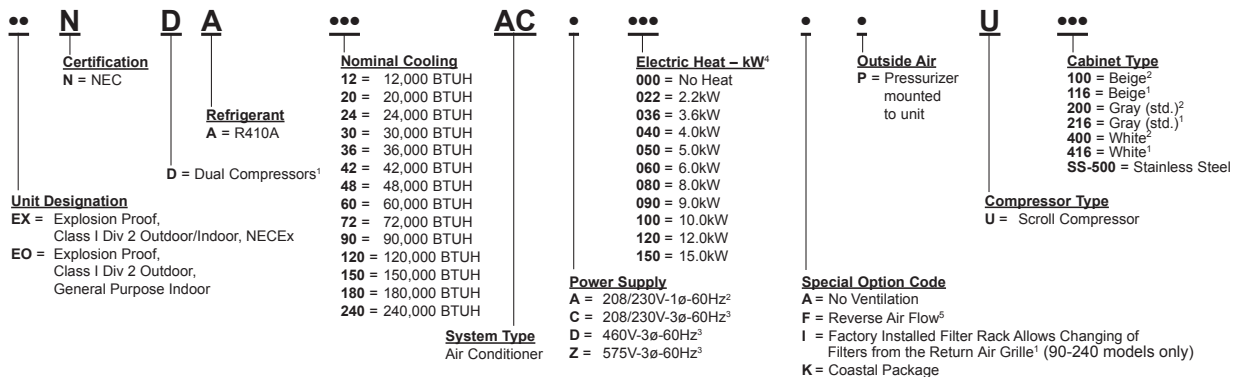 •• N D A ••• AC • ••• • • U •••
Certification
N = NEC
Refrigerant
A = R410A
D = Dual Compressors¹
Unit Designation
EX = Explosion Proof,
Class I Div 2 Outdoor/Indoor, NECEx
EO = Explosion Proof,
Class I Div 2 Outdoor,
General Purpose Indoor
Nominal Cooling
12 = 12,000 BTUH
20 = 20,000 BTUH
24 = 24,000 BTUH
30 = 30,000 BTUH
36 = 36,000 BTUH
42 = 42,000 BTUH
48 = 48,000 BTUH
60 = 60,000 BTUH
72 = 72,000 BTUH
90 = 90,000 BTUH
120 = 120,000 BTUH
150 = 150,000 BTUH
180 = 180,000 BTUH
240 = 240,000 BTUH
System Type
Air Conditioner
Electric Heat – kW⁴
000 = No Heat
022 = 2.2kW
036 = 3.6kW
040 = 4.0kW
050 = 5.0kW
060 = 6.0kW
080 = 8.0kW
090 = 9.0kW
100 = 10.0kW
120 = 12.0kW
150 = 15.0kW
Power Supply
A = 208/230V-1ø-60Hz²
C = 208/230V-3ø-60Hz³
D = 460V-3ø-60Hz³
Z = 575V-3ø-60Hz³
Outside Air
P = Pressurizer
mounted
to unit
Special Option Code
A = No Ventilation
F = Reverse Air Flow⁵
I = Factory Installed Filter Rack Allows Changing of
Filters from the Return Air Grille¹ (90-240 models only)
K = Coastal Package
Cabinet Type
100 = Beige²
116 = Beige¹
200 = Gray (std.)²
216 = Gray (std.)¹
400 = White²
416 = White¹
SS-500 = Stainless Steel
Compressor Type
U = Scroll Compressor